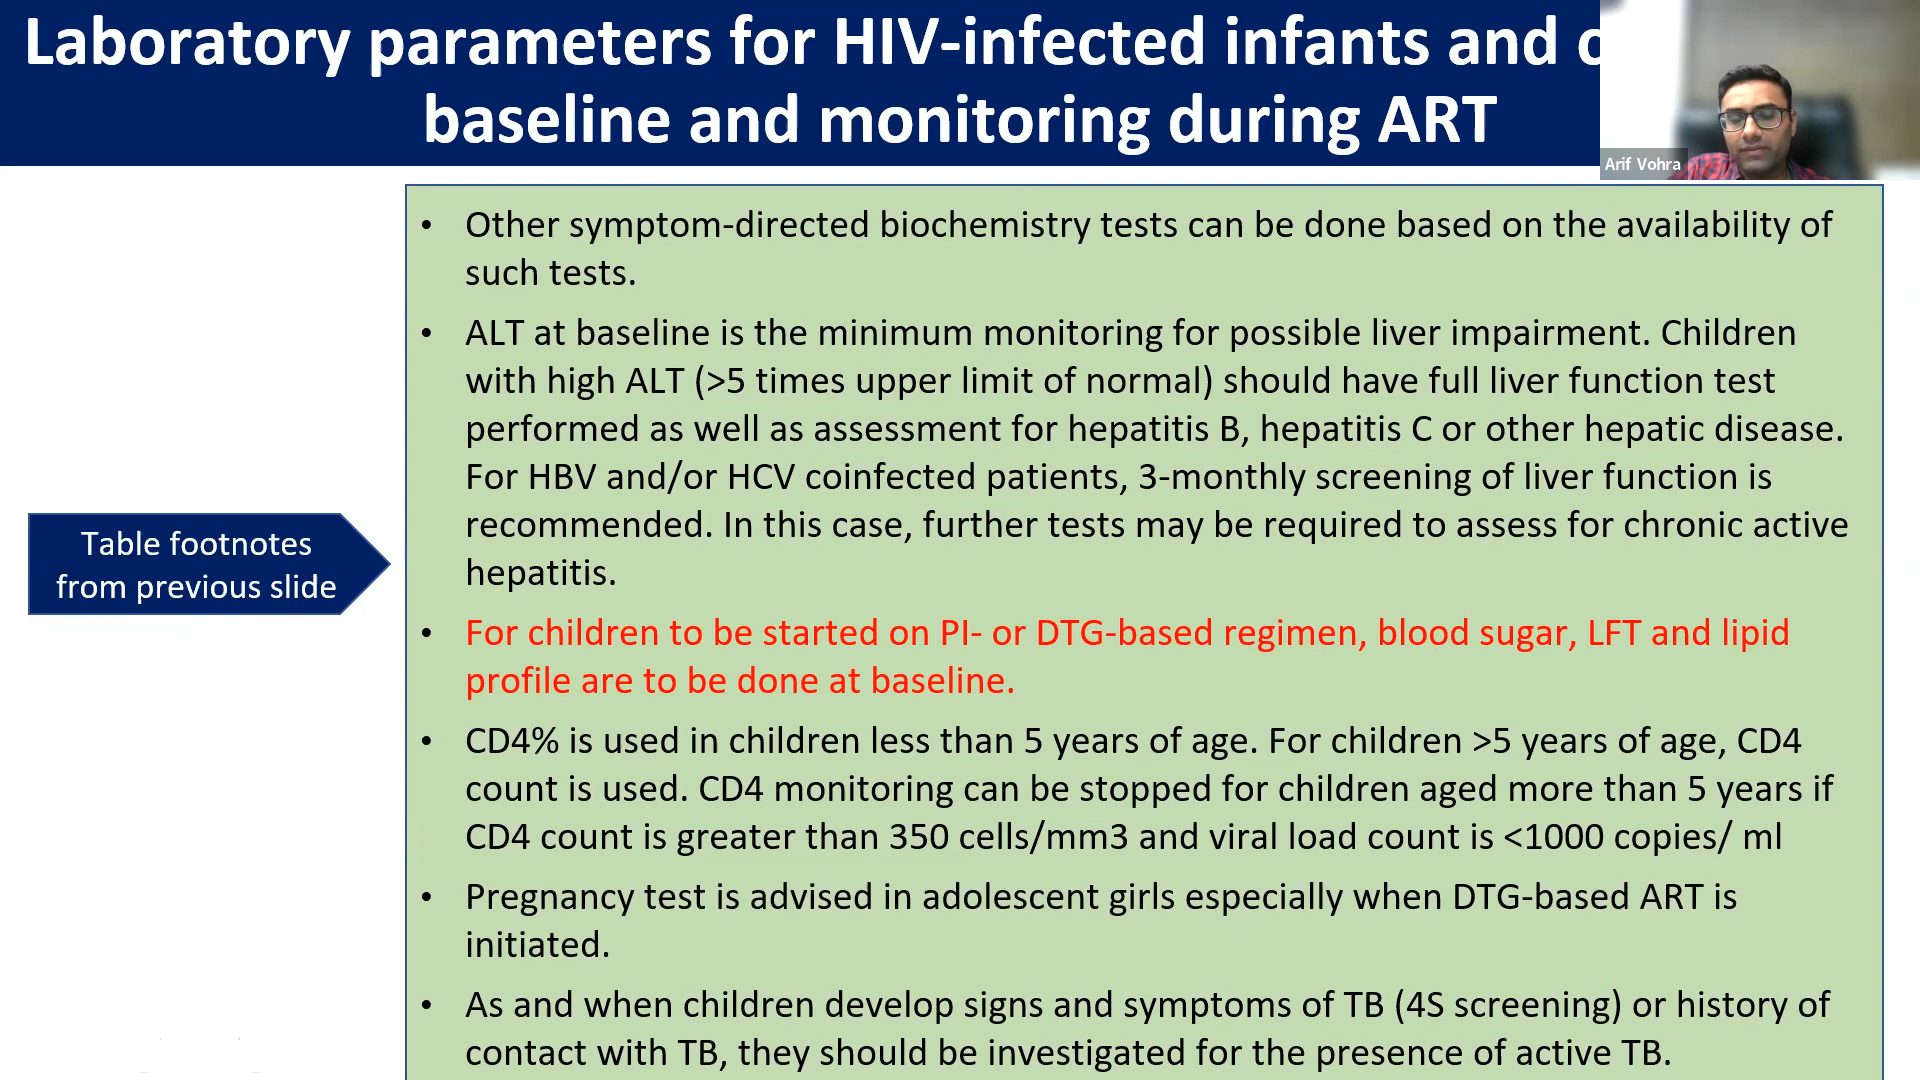 Laboratory parameters for HIV-infected infants and
baseline and monitoring during ART
Arif Vohra
• Other symptom-directed biochemistry tests can be done based on the availability of
such tests.
• ALT at baseline is the minimum monitoring for possible liver impairment. Children
with high ALT (>5 times upper limit of normal) should have full liver function test
performed as well as assessment for hepatitis B, hepatitis C or other hepatic disease.
For HBV and/or HCV coinfected patients, 3-monthly screening of liver function is
recommended. In this case, further tests may be required to assess for chronic active
hepatitis.
Table footnotes
from previous slide
• For children to be started on PI- or DTG-based regimen, blood sugar, LFT and lipid
profile are to be done at baseline.
• CD4% is used in children less than 5 years of age. For children >5 years of age, CD4
count is used. CD4 monitoring can be stopped for children aged more than 5 years if
CD4 count is greater than 350 cells/mm3 and viral load count is <1000 copies/ ml
• Pregnancy test is advised in adolescent girls especially when DTG-based ART is
initiated.
• As and when children develop signs and symptoms of TB (4S screening) or history of
contact with TB, they should be investigated for the presence of active TB.